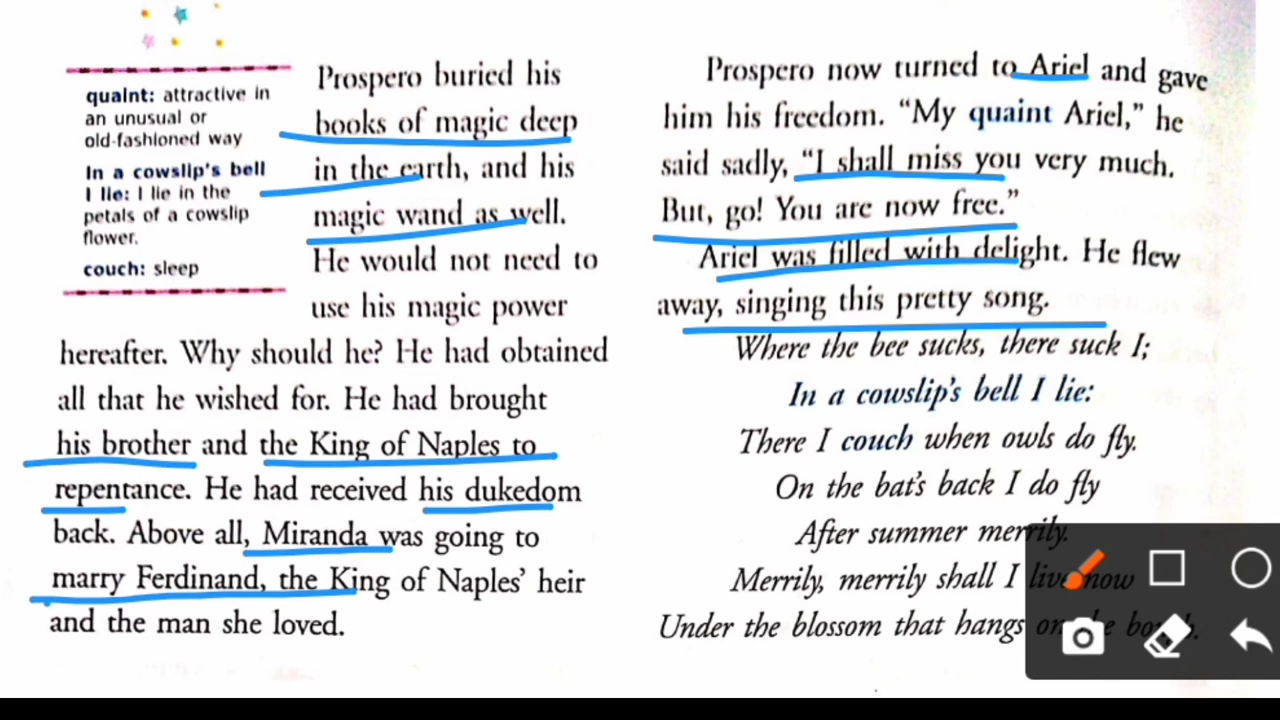 quaint: attractive in
an unusual or
old-fashioned way
In a cowslip's bell
I lie: I lie in the
petals of a cowslip
flower.
couch: sleep
Prospero buried his
books of magic deep
in the earth, and his
magic wand as well.
He would not need to
use his magic power
hereafter. Why should he? He had obtained
all that he wished for. He had brought
his brother and the King of Naples to
repentance. He had received his dukedom
back. Above all, Miranda was going to
marry Ferdinand, the King of Naples' heir
and the man she loved.
Prospero now turned to Ariel and gave
him his freedom. “My quaint Ariel,” he
said sadly, “I shall miss you very much.
But, go! You are now free.”
Ariel was filled with delight. He flew
away, singing this pretty song.
Where the bee sucks, there suck I;
In a cowslip's bell I lie:
There I couch when owls do fly.
On the bat's back I do fly
After summer merrily.
Merrily, merrily shall I live now
Under the blossom that hangs on the